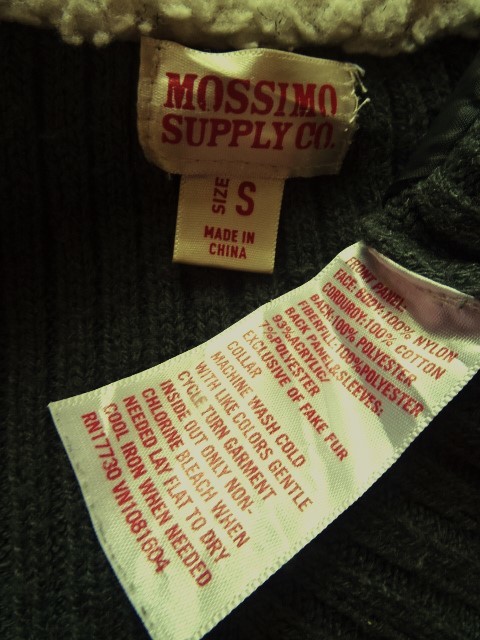 MOSSIMO
SUPPLY CO.
SIZE S
MADE IN
CHINA
FRONT PANEL
FACE: BODY:100% NYLON
CORDUROY:100% COTTON
BACK:100% POLYESTER
FIBERFILL:100%POLYESTER
BACK PANEL&SLEEVES:
93%ACRYLIC/
7%POLYESTER
EXCLUSIVE OF FAKE FUR
COLLAR
MACHINE WASH COLD
WITH LIKE COLORS GENTLE
CYCLE TURN GARMENT
INSIDE OUT ONLY NON-
CHLORINE BLEACH WHEN
NEEDED LAY FLAT TO DRY
COOL IRON WHEN NEEDED
RN17730 VN1081604